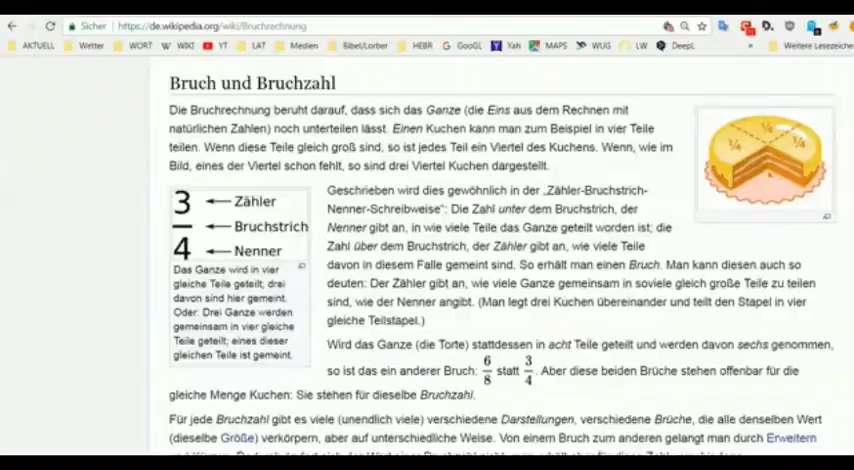 Sicher | https://de.wikipedia.org/wiki/Bruchrechnung
AKTUELL Wetter WORT W WIKI YT LAT Medien Bibel/Lorber HEBR G GoogL Yah MAPS WUG LW DeepL » Weitere Lesezeichen
Bruch und Bruchzahl
Die Bruchrechnung beruht darauf, dass sich das Ganze (die Eins aus dem Rechnen mit
natürlichen Zahlen) noch unterteilen lässt. Einen Kuchen kann man zum Beispiel in vier Teile
teilen. Wenn diese Teile gleich groß sind, so ist jedes Teil ein Viertel des Kuchens. Wenn, wie im
Bild, eines der Viertel schon fehlt, so sind drei Viertel Kuchen dargestellt.
¼ ¼ ¼
3 ← Zähler
— ← Bruchstrich
4 ← Nenner
Das Ganze wird in vier
gleiche Teile geteilt; drei
davon sind hier gemeint.
Oder: Drei Ganze werden
gemeinsam in vier gleiche
Teile geteilt; eines dieser
gleichen Teile ist gemeint.
Geschrieben wird dies gewöhnlich in der „Zähler-Bruchstrich-
Nenner-Schreibweise“: Die Zahl unter dem Bruchstrich, der
Nenner gibt an, in wie viele Teile das Ganze geteilt worden ist; die
Zahl über dem Bruchstrich, der Zähler gibt an, wie viele Teile
davon in diesem Falle gemeint sind. So erhält man einen Bruch. Man kann diesen auch so
deuten: Der Zähler gibt an, wie viele Ganze gemeinsam in soviele gleich große Teile zu teilen
sind, wie der Nenner angibt. (Man legt drei Kuchen übereinander und teilt den Stapel in vier
gleiche Teilstapel.)
Wird das Ganze (die Torte) stattdessen in acht Teile geteilt und werden davon sechs genommen,
so ist das ein anderer Bruch: 6/8 statt 3/4. Aber diese beiden Brüche stehen offenbar für die
gleiche Menge Kuchen: Sie stehen für dieselbe Bruchzahl.
Für jede Bruchzahl gibt es viele (unendlich viele) verschiedene Darstellungen, verschiedene Brüche, die alle denselben Wert
(dieselbe Größe) verkörpern, aber auf unterschiedliche Weise. Von einem Bruch zum anderen gelangt man durch Erweitern